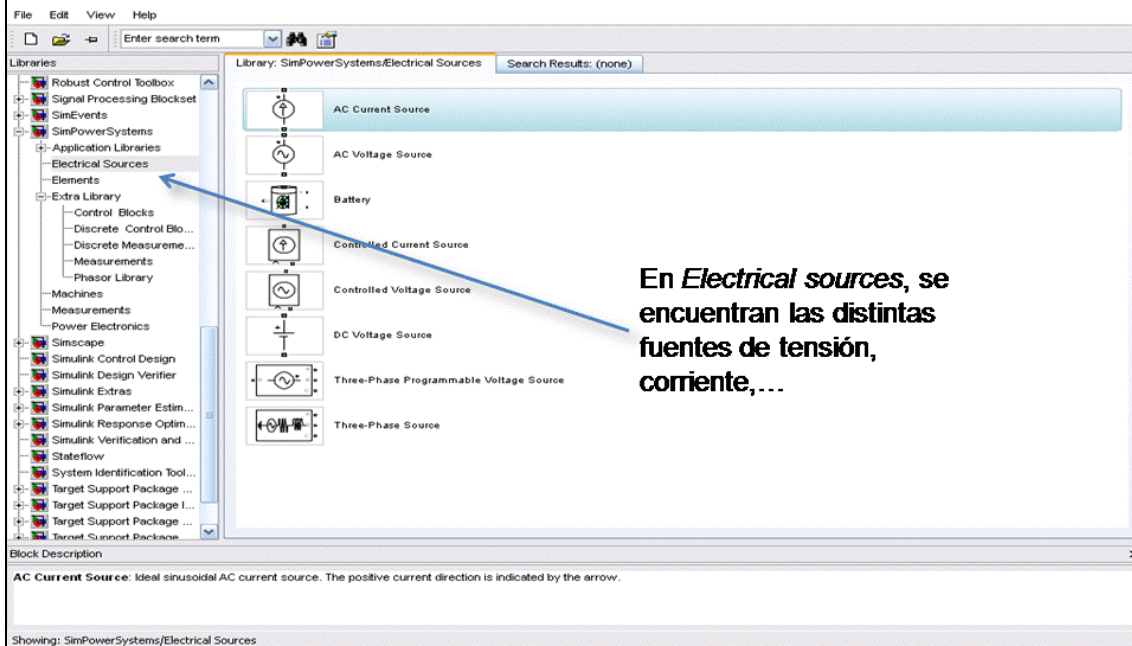 File Edit View Help
Enter search term
Libraries
Library: SimPowerSystems/Electrical Sources
Search Results: (none)
Robust Control Toolbox
Signal Processing Blockset
SimEvents
SimPowerSystems
Application Libraries
Electrical Sources
Elements
Extra Library
Control Blocks
Discrete Control Blo...
Discrete Measureme...
Measurements
Phasor Library
Machines
Measurements
Power Electronics
Simscape
Simulink Control Design
Simulink Design Verifier
Simulink Extras
Simulink Parameter Estim...
Simulink Response Optim...
Simulink Verification and ...
Stateflow
System Identification Tool...
Target Support Package ...
Target Support Package I...
Target Support Package ...
Target Support Package
AC Current Source
AC Voltage Source
Battery
Controlled Current Source
Controlled Voltage Source
DC Voltage Source
Three-Phase Programmable Voltage Source
Three-Phase Source
En Electrical sources, se
encuentran las distintas
fuentes de tensión,
corriente,...
Block Description
AC Current Source: Ideal sinusoidal AC current source. The positive current direction is indicated by the arrow.
Showing: SimPowerSystems/Electrical Sources